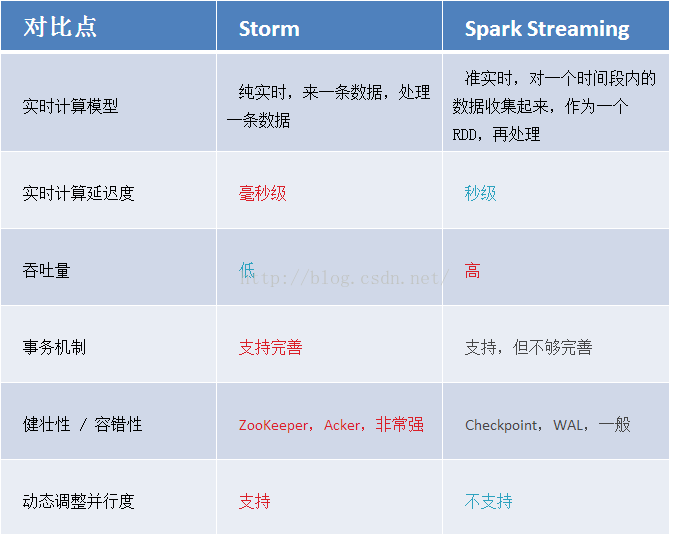 对比点 Storm Spark Streaming
实时计算模型
纯实时，来一条数据，处理
一条数据
准实时，对一个时间段内的
数据收集起来，作为一个
RDD，再处理
实时计算延迟度 毫秒级 秒级
吞吐量 低 高
http://blog.csdn.net/
事务机制 支持完善 支持，但不够完善
健壮性 / 容错性 ZooKeeper，Acker，非常强 Checkpoint，WAL，一般
动态调整并行度 支持 不支持